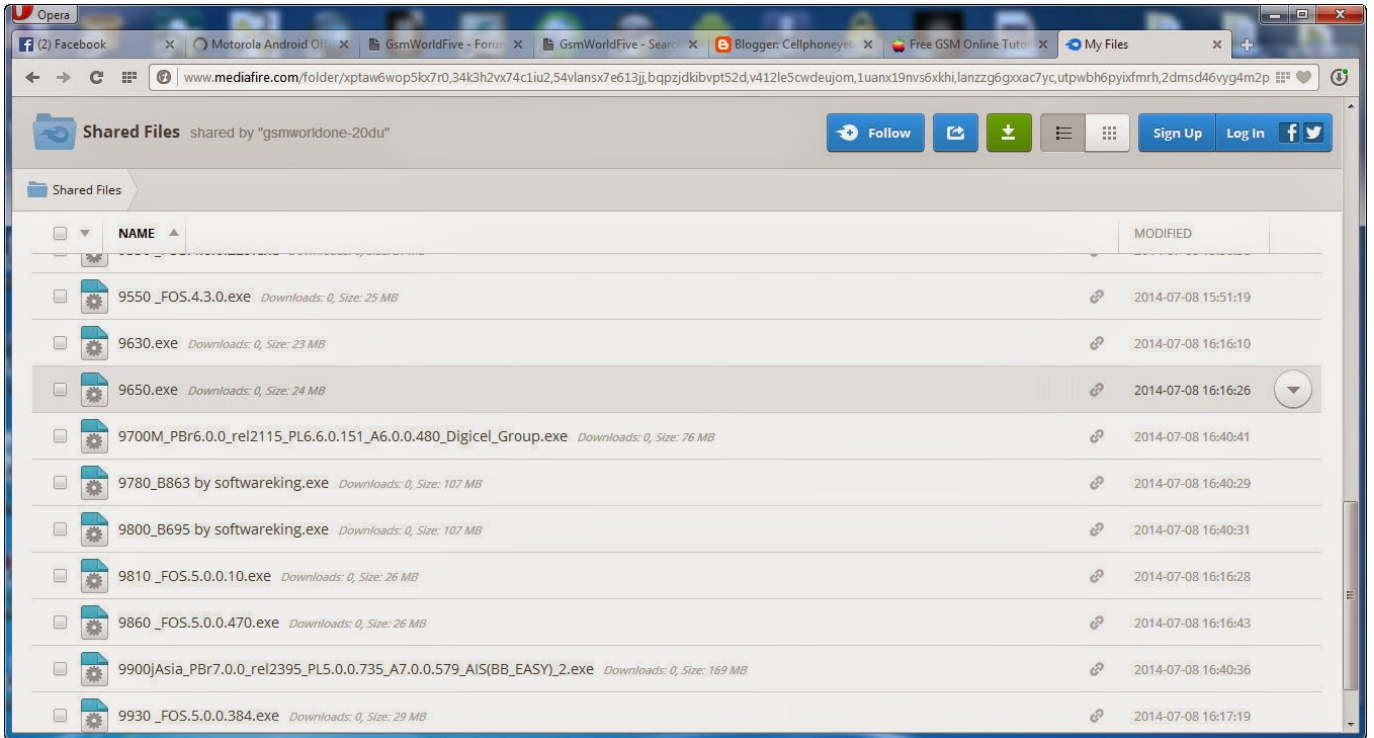 Opera
(2) Facebook
Motorola Android Offi
GsmWorldFive - Forum
GsmWorldFive - Search
Blogger: Cellphoneyet
Free GSM Online Tutor
My Files
www.mediafire.com/folder/xptaw6wop5kx7r0,34k3h2vx74c1iu2,54vlansx7e613jj,bqpzjdkibvpt52d,v412le5cwdeujom,1uanx19nvs6xkhi,lanzzg6gxxac7yc,utpwbh6pyixfmrh,2dmsd46vyg4m2p
Shared Files shared by "gsmworldone-20du"
Follow
Sign Up
Log In
Shared Files
NAME
MODIFIED
9550 _FOS.4.3.0.exe Downloads: 0, Size: 25 MB 2014-07-08 15:51:19
9630.exe Downloads: 0, Size: 23 MB 2014-07-08 16:16:10
9650.exe Downloads: 0, Size: 24 MB 2014-07-08 16:16:26
9700M_PBr6.0.0_rel2115_PL6.6.0.151_A6.0.0.480_Digicel_Group.exe Downloads: 0, Size: 76 MB 2014-07-08 16:40:41
9780_B863 by softwareking.exe Downloads: 0, Size: 107 MB 2014-07-08 16:40:29
9800_B695 by softwareking.exe Downloads: 0, Size: 107 MB 2014-07-08 16:40:31
9810 _FOS.5.0.0.10.exe Downloads: 0, Size: 26 MB 2014-07-08 16:16:28
9860 _FOS.5.0.0.470.exe Downloads: 0, Size: 26 MB 2014-07-08 16:16:43
9900jAsia_PBr7.0.0_rel2395_PL5.0.0.735_A7.0.0.579_AIS(BB_EASY)_2.exe Downloads: 0, Size: 169 MB 2014-07-08 16:40:36
9930 _FOS.5.0.0.384.exe Downloads: 0, Size: 29 MB 2014-07-08 16:17:19